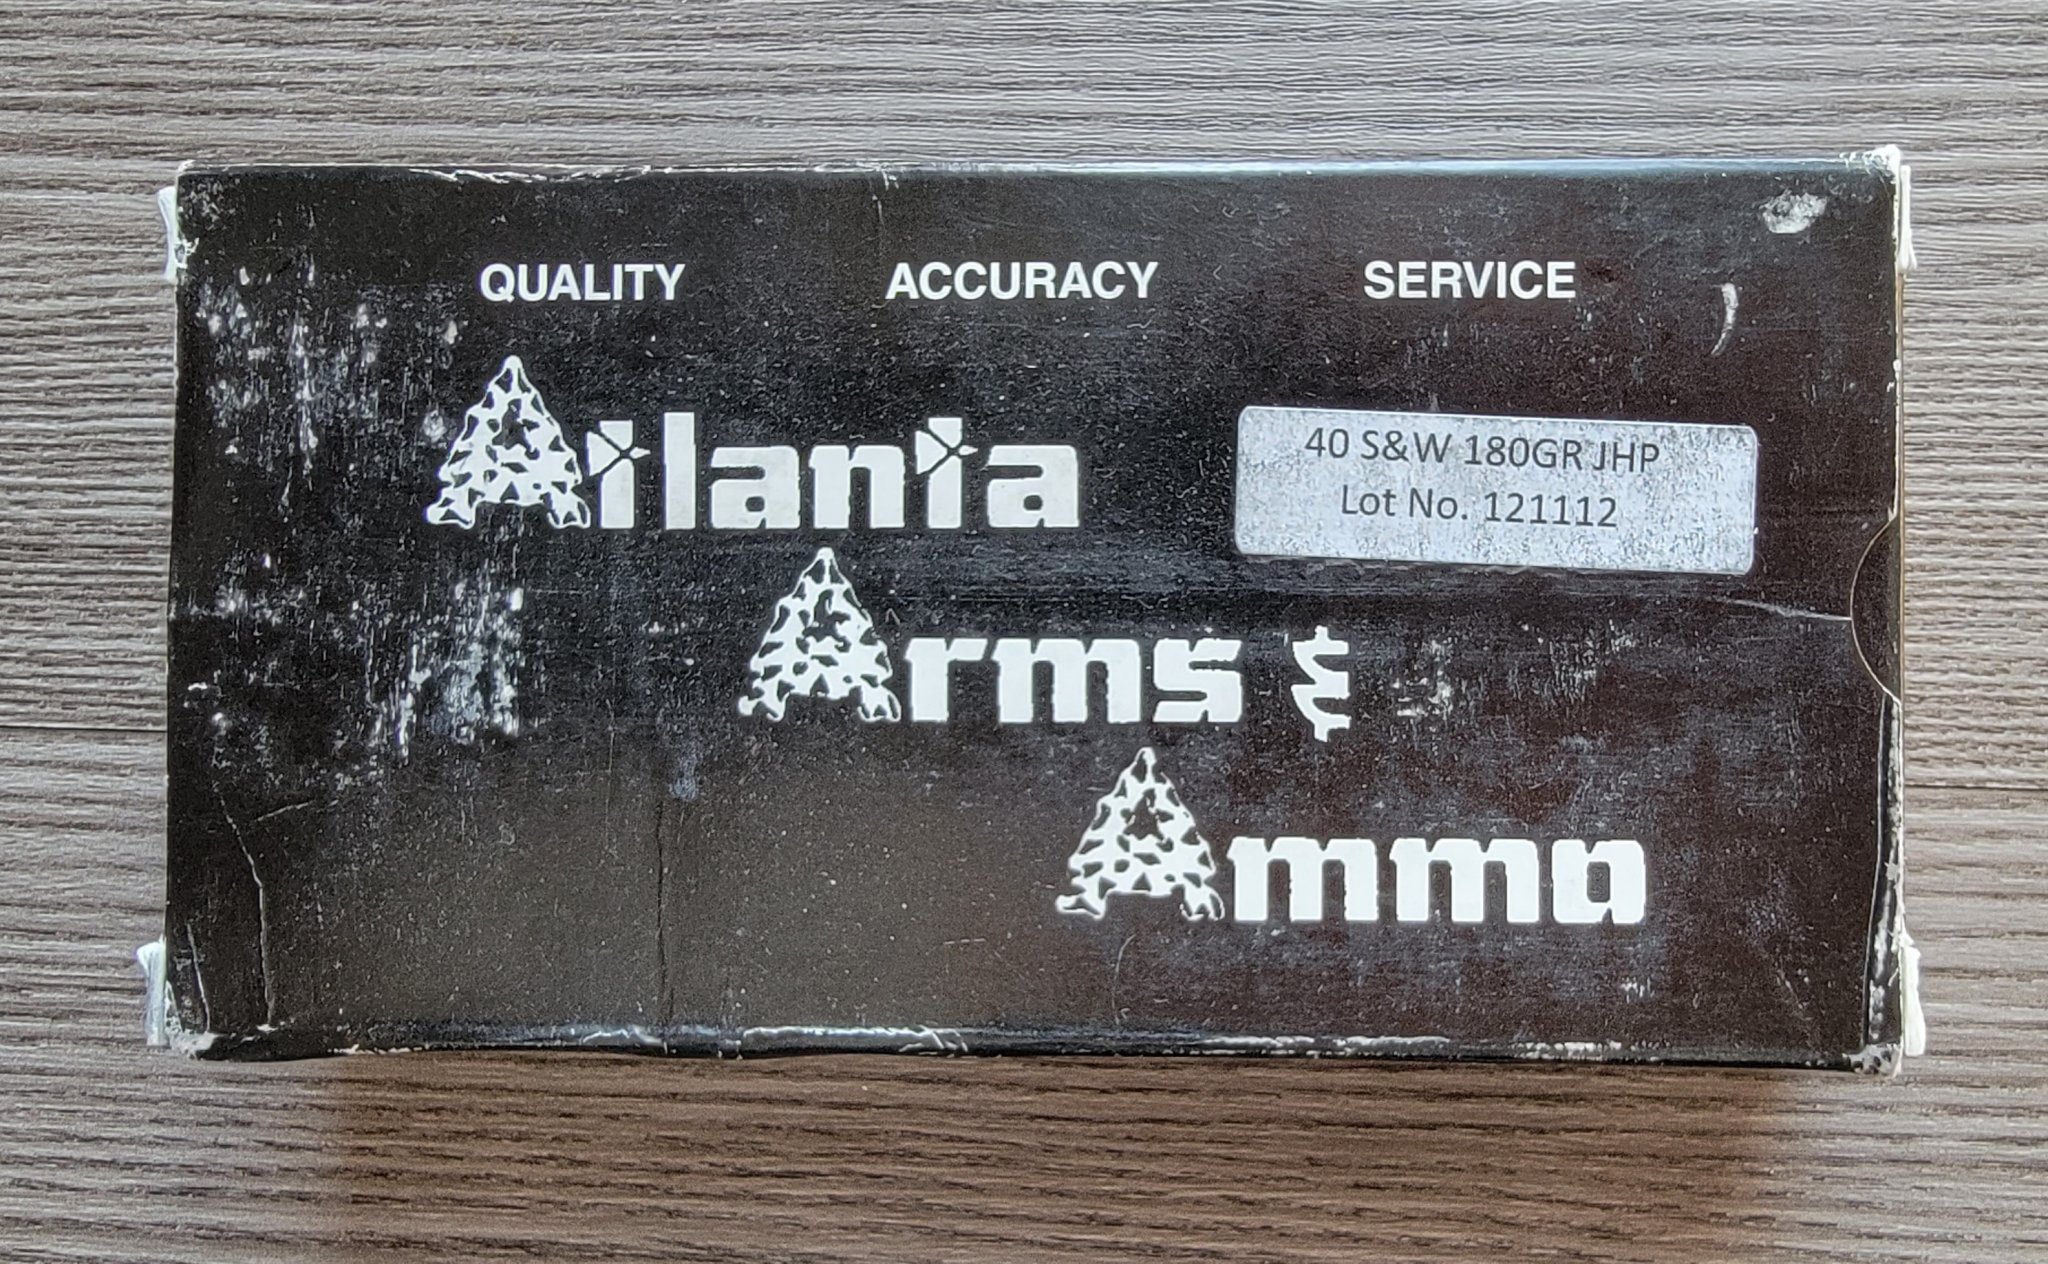 QUALITY ACCURACY SERVICE
Atlanta
40 S&W 180GR JHP
Lot No. 121112
Arms &
Ammo